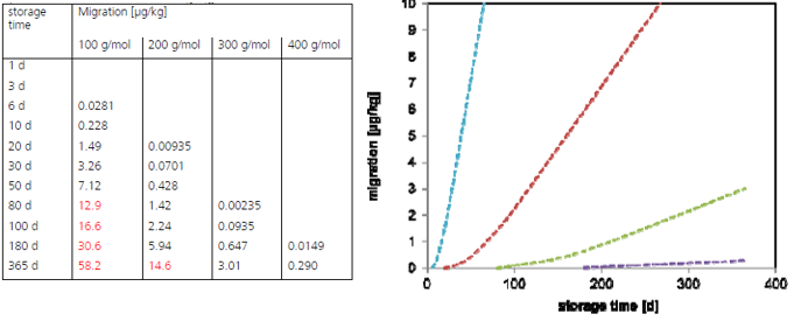 storage time Migration [µg/kg]
100 g/mol 200 g/mol 300 g/mol 400 g/mol
1 d
3 d
6 d 0.0281
10 d 0.228
20 d 1.49 0.00935
30 d 3.26 0.0701
50 d 7.12 0.428
80 d 12.9 1.42 0.00235
100 d 16.6 2.24 0.0935
180 d 30.6 5.94 0.647 0.0149
365 d 58.2 14.6 3.01 0.290
migration [µg/kg]
10
9
8
7
6
5
4
3
2
1
0
0 100 200 300 400
storage time [d]